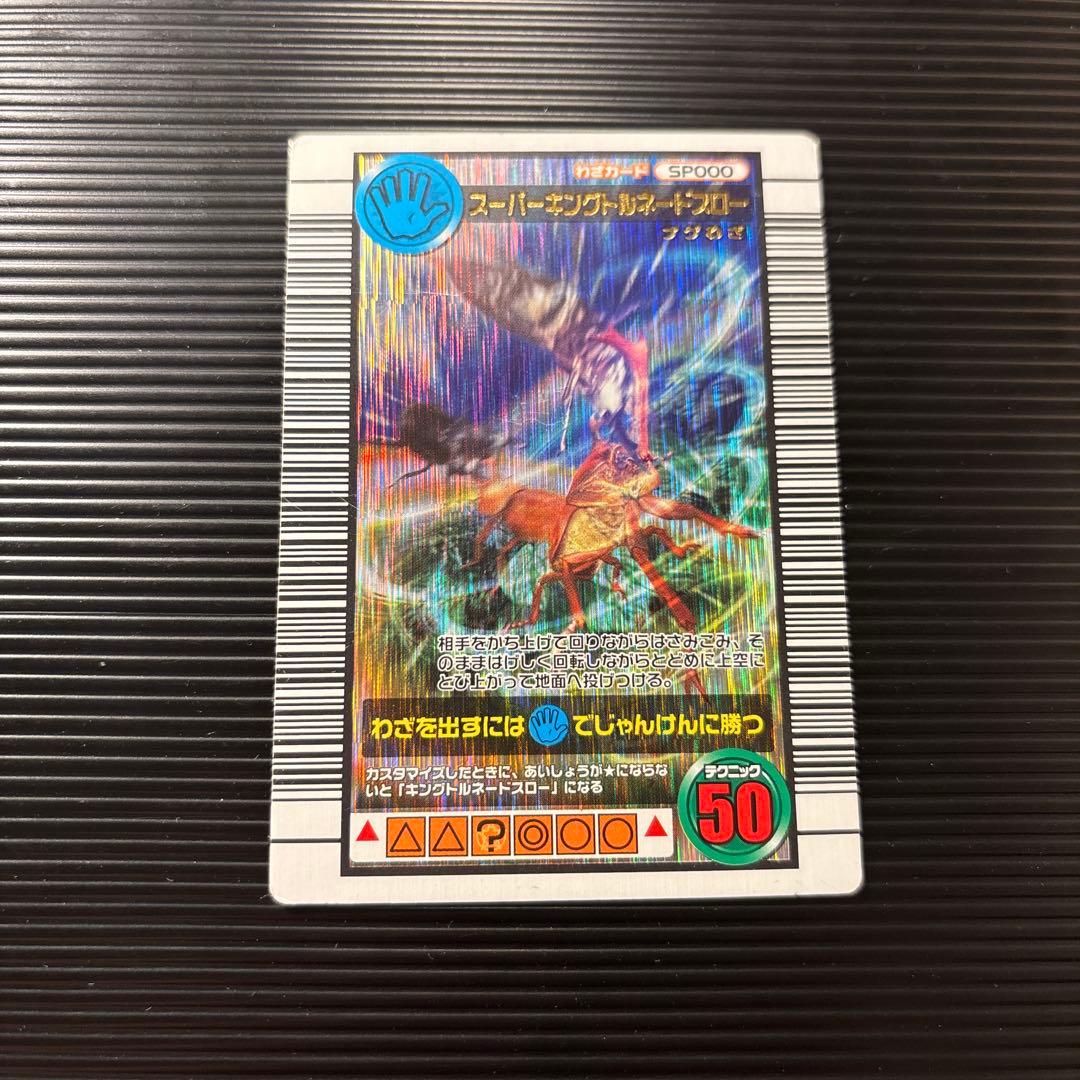 わざカード SP000
スーパーキングトルネードスロー
ナゲわざ
相手をかち上げて回りながらはさみこみ、そ
のままはげしく回転しながらとどめに上空に
とび上がって地面へ投げつける。
わざを出すにはでじゃんけんに勝つ
カスタマイズしたときに、あいしょうが★にならな
いと「キングトルネードスロー」になる
テクニック
50
?